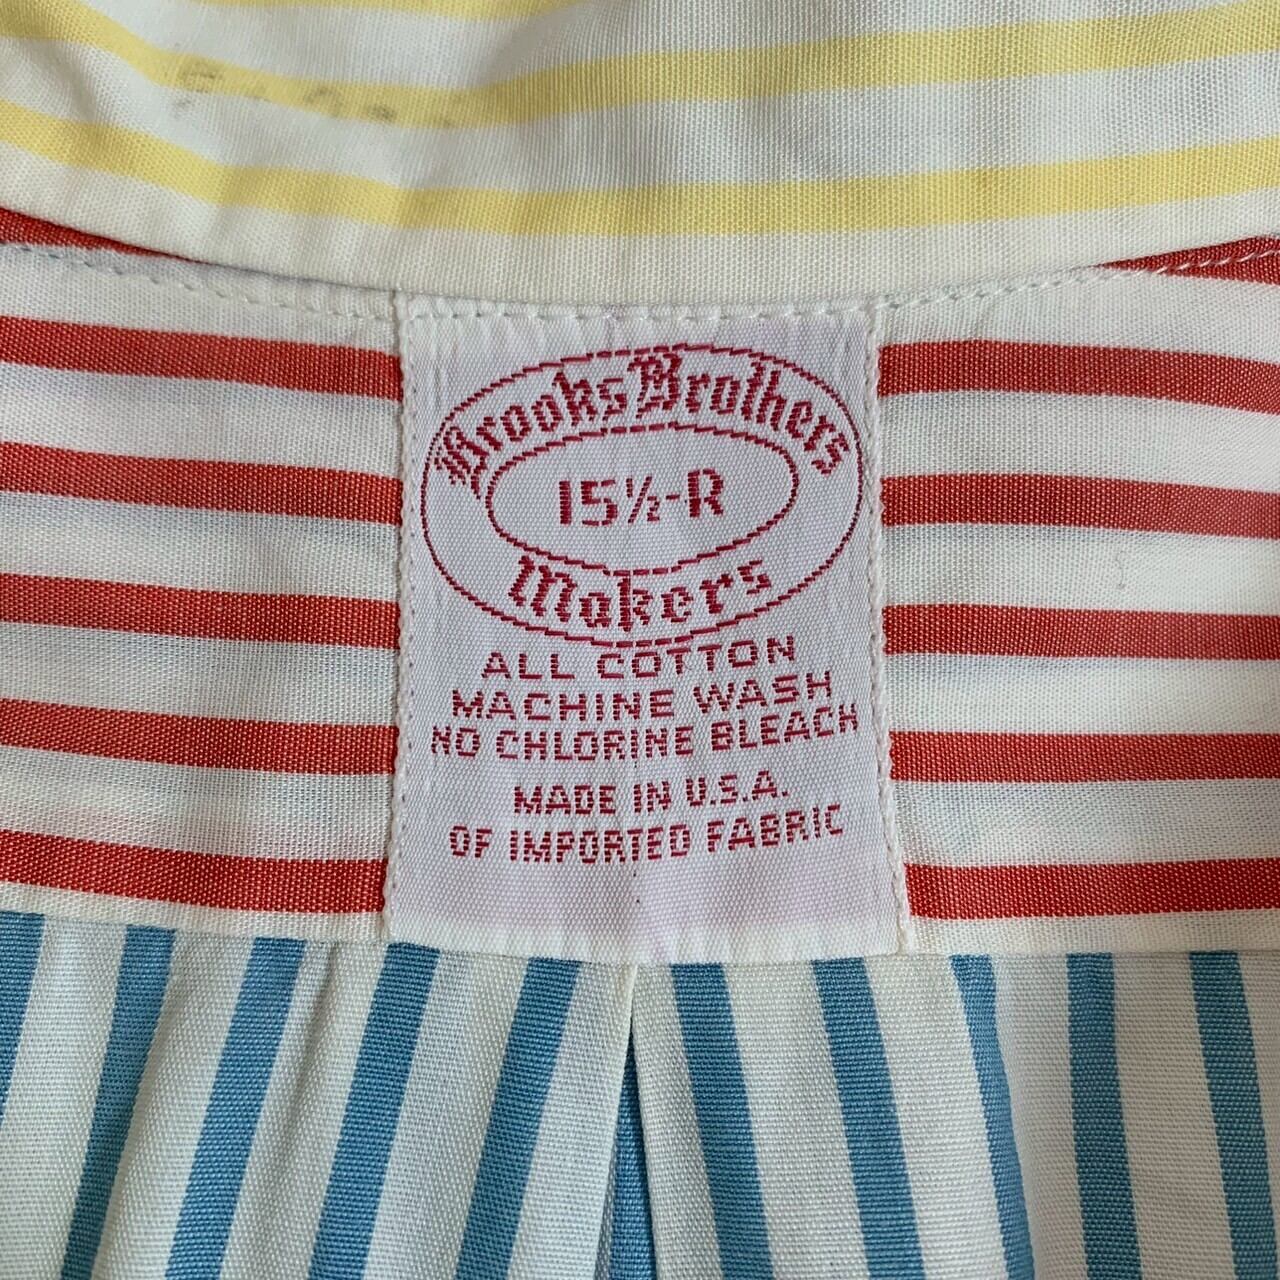 Brooks Brothers
15½-R
Makers
ALL COTTON
MACHINE WASH
NO CHLORINE BLEACH
MADE IN U.S.A.
OF IMPORTED FABRIC